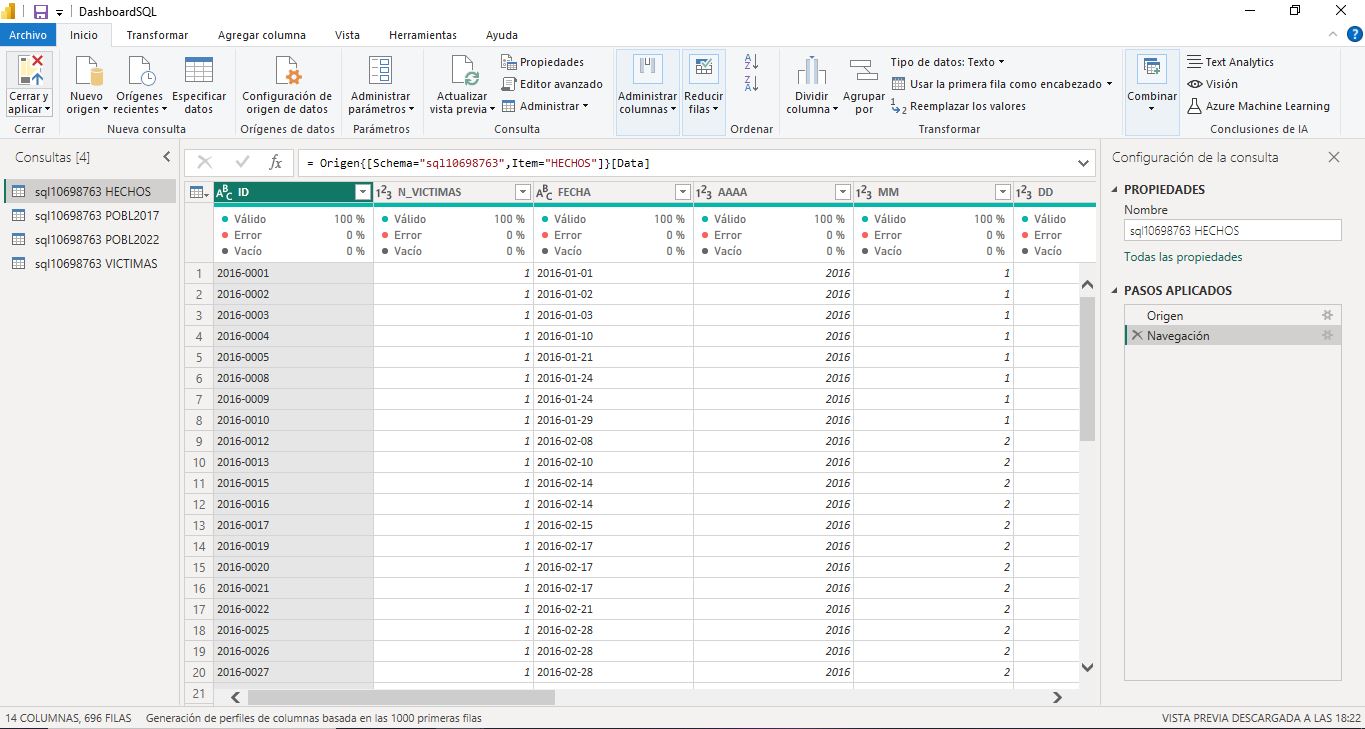 DashboardSQL
Archivo Inicio Transformar Agregar columna Vista Herramientas Ayuda
Cerrar y aplicar
Cerrar
Nuevo origen Orígenes recientes Especificar datos
Nueva consulta
Configuración de origen de datos
Orígenes de datos
Administrar parámetros
Parámetros
Actualizar vista previa
Propiedades
Editor avanzado
Administrar
Consulta
Administrar columnas
Reducir filas
Ordenar
Dividir columna
Agrupar por
Tipo de datos: Texto
Usar la primera fila como encabezado
Reemplazar los valores
Transformar
Combinar
Text Analytics
Visión
Azure Machine Learning
Conclusiones de IA
Consultas [4]
sql10698763 HECHOS
sql10698763 POBL2017
sql10698763 POBL2022
sql10698763 VICTIMAS
= Origen{[Schema="sql10698763",Item="HECHOS"]}[Data]
ID N_VICTIMAS FECHA AAAA MM DD
Válido 100 % Válido 100 % Válido 100 % Válido 100 % Válido 100 % Válido
Error 0 % Error 0 % Error 0 % Error 0 % Error 0 % Error
Vacío 0 % Vacío 0 % Vacío 0 % Vacío 0 % Vacío 0 % Vacío
1 2016-0001 1 2016-01-01 2016 1
2 2016-0002 1 2016-01-02 2016 1
3 2016-0003 1 2016-01-03 2016 1
4 2016-0004 1 2016-01-10 2016 1
5 2016-0005 1 2016-01-21 2016 1
6 2016-0008 1 2016-01-24 2016 1
7 2016-0009 1 2016-01-24 2016 1
8 2016-0010 1 2016-01-29 2016 1
9 2016-0012 1 2016-02-08 2016 2
10 2016-0013 1 2016-02-10 2016 2
11 2016-0015 1 2016-02-14 2016 2
12 2016-0016 1 2016-02-14 2016 2
13 2016-0017 1 2016-02-15 2016 2
14 2016-0019 1 2016-02-17 2016 2
15 2016-0020 1 2016-02-17 2016 2
16 2016-0021 1 2016-02-17 2016 2
17 2016-0022 1 2016-02-21 2016 2
18 2016-0025 1 2016-02-28 2016 2
19 2016-0026 1 2016-02-28 2016 2
20 2016-0027 1 2016-02-28 2016 2
21
Configuración de la consulta
PROPIEDADES
Nombre
sql10698763 HECHOS
Todas las propiedades
PASOS APLICADOS
Origen
Navegación
14 COLUMNAS, 696 FILAS Generación de perfiles de columnas basada en las 1000 primeras filas VISTA PREVIA DESCARGADA A LAS 18:22